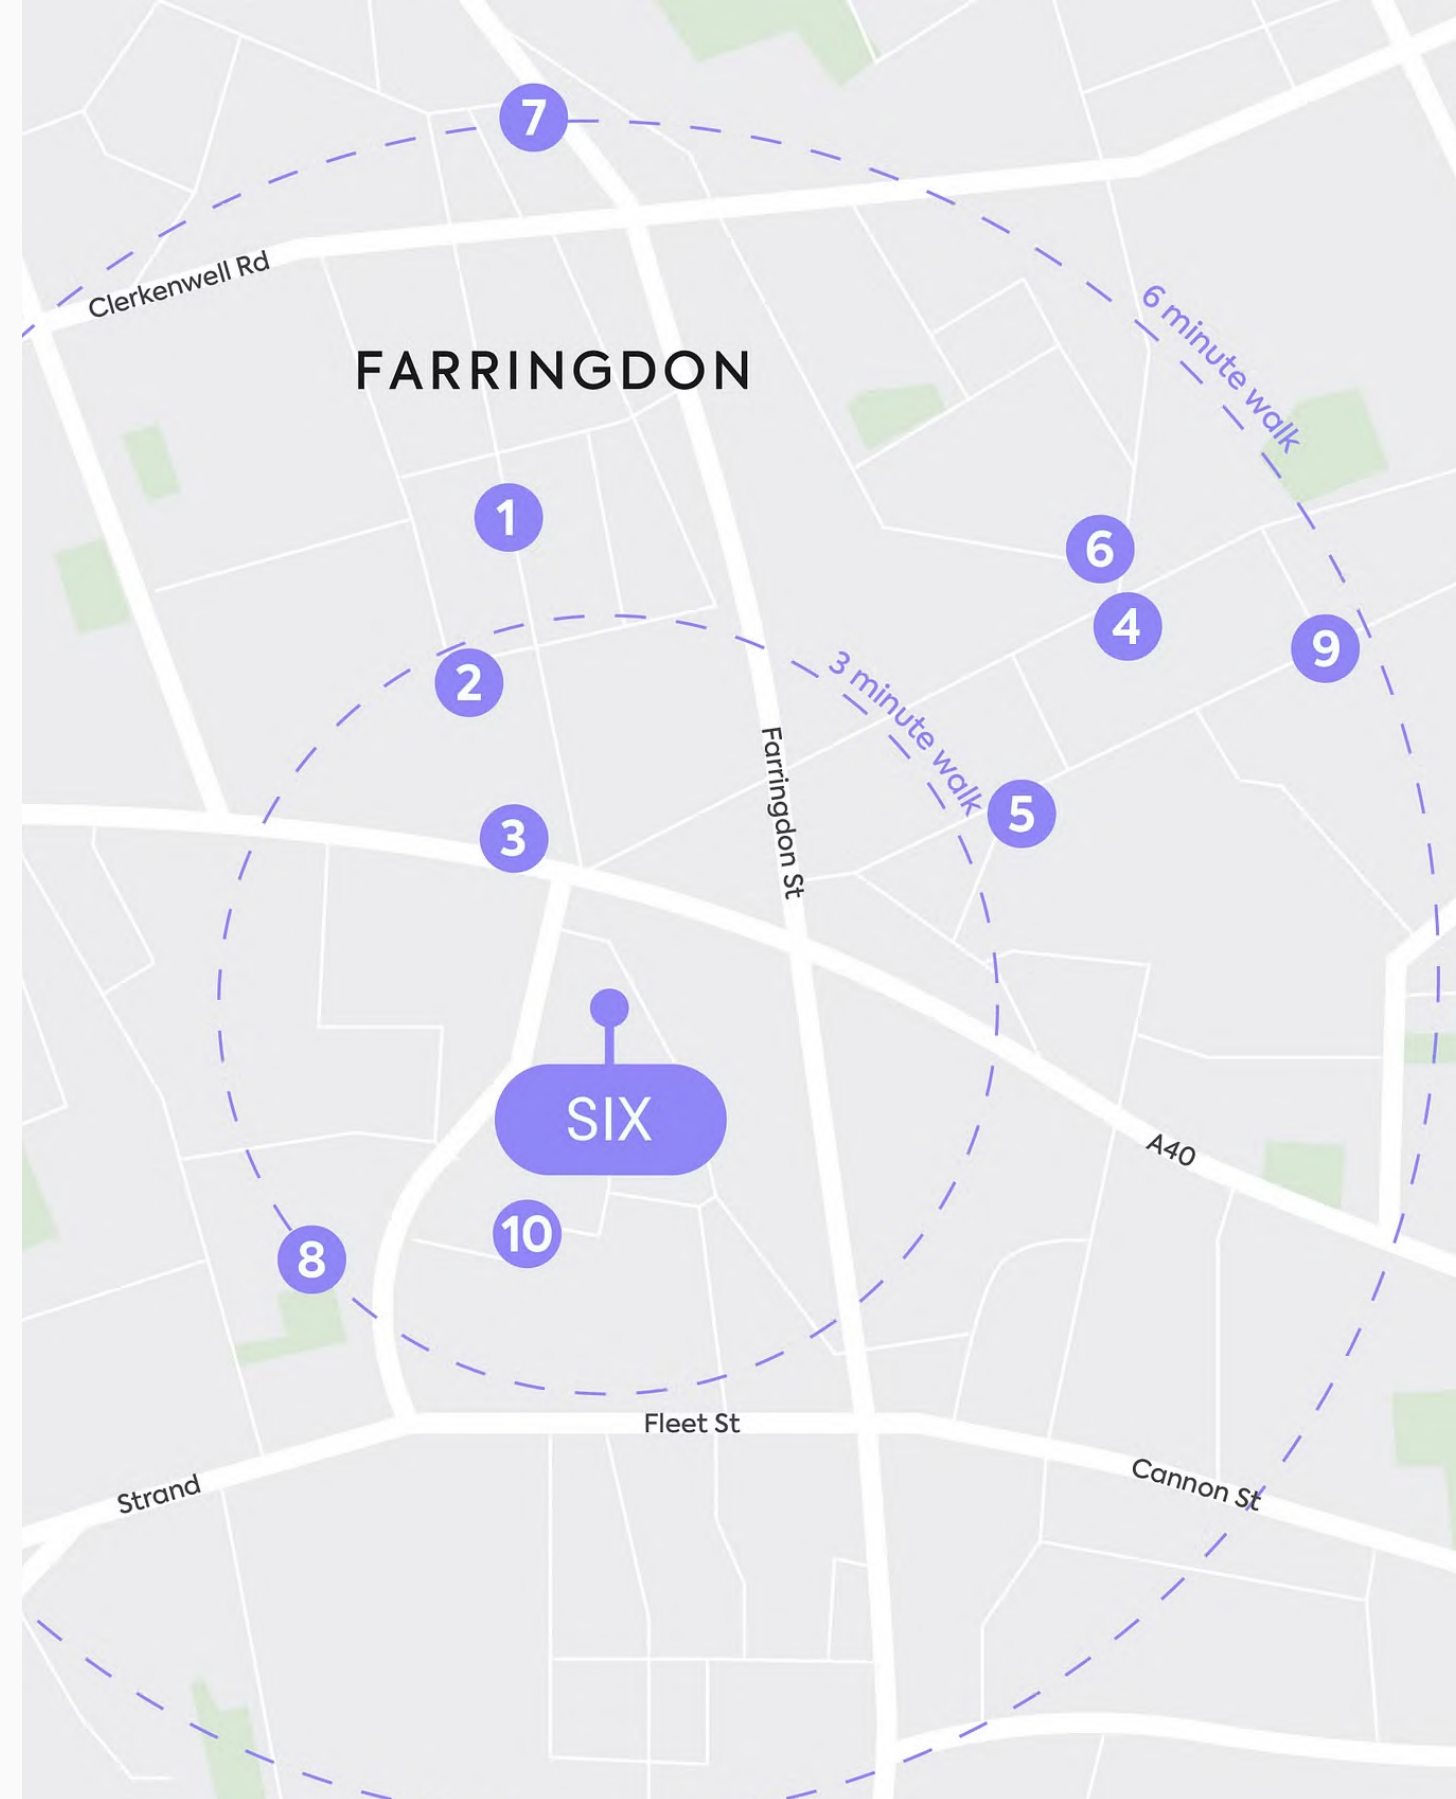 7
6 minute walk
Clerkenwell Rd
FARRINGDON
1
6
4
9
2
3 minute walk
Farringdon St
5
3
SIX
A40
10
8
Fleet St
Cannon St
Strand